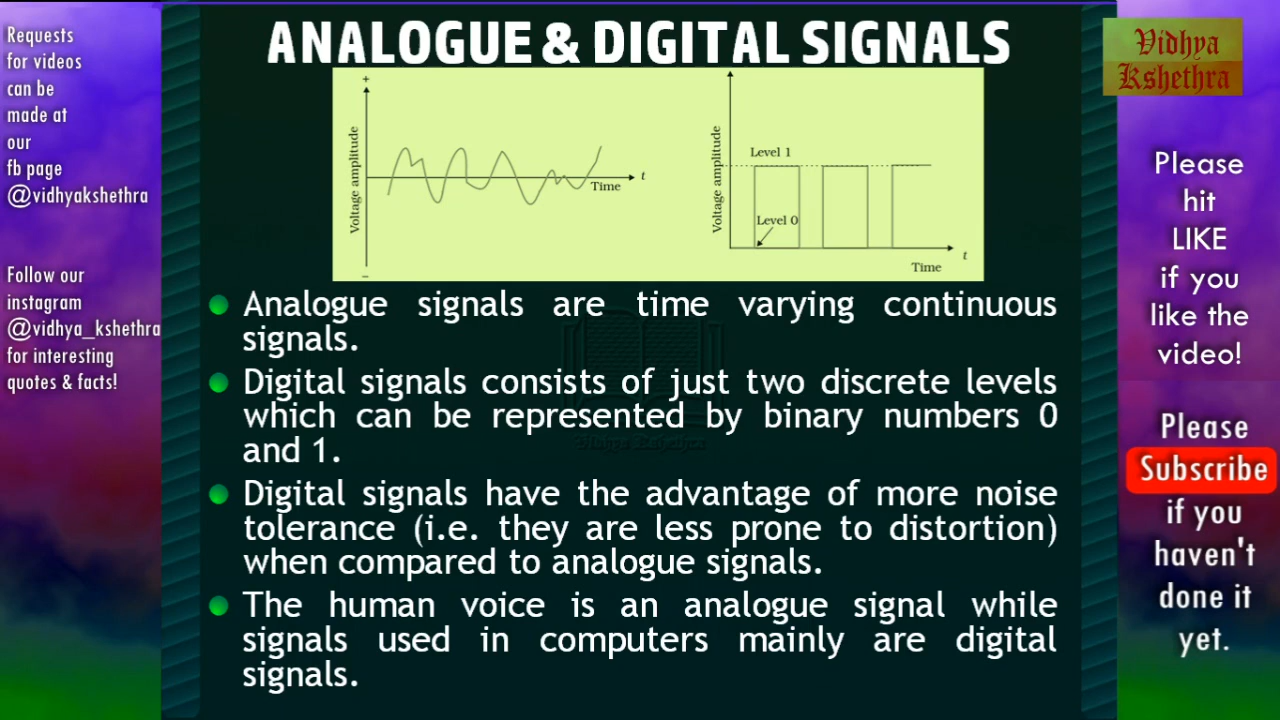 Requests
for videos
can be
made at
our
fb page
@vidhyakshethra
Follow our
instagram
@vidhya_kshethra
for interesting
quotes & facts!
ANALOGUE & DIGITAL SIGNALS
+
Voltage amplitude
t
Time
–
Voltage amplitude
Level 1
Level 0
t
Time
Analogue signals are time varying continuous
signals.
Digital signals consists of just two discrete levels
which can be represented by binary numbers 0
and 1.
Digital signals have the advantage of more noise
tolerance (i.e. they are less prone to distortion)
when compared to analogue signals.
The human voice is an analogue signal while
signals used in computers mainly are digital
signals.
Vidhya Kshethra
Vidhya
Kshethra
Please
hit
LIKE
if you
like the
video!
Please
Subscribe
if you
haven't
done it
yet.